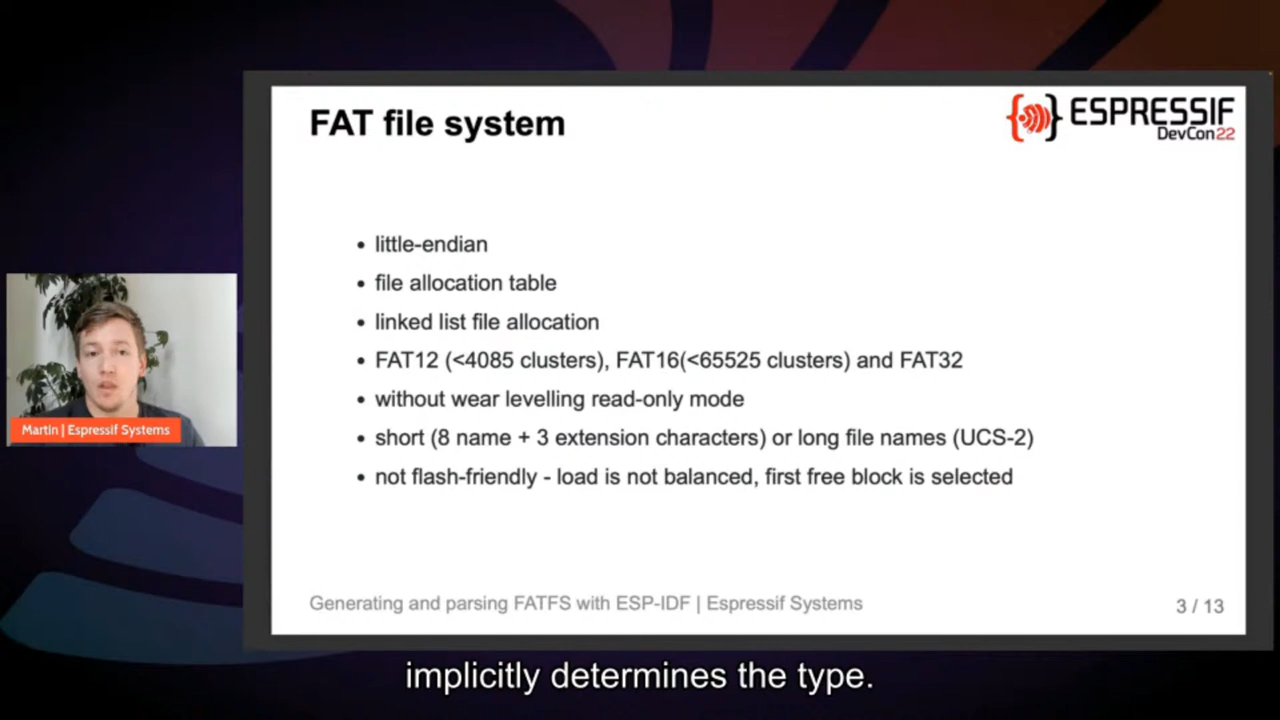 FAT file system
ESPRESSIF
DevCon22
• little-endian
• file allocation table
• linked list file allocation
• FAT12 (<4085 clusters), FAT16(<65525 clusters) and FAT32
• without wear levelling read-only mode
• short (8 name + 3 extension characters) or long file names (UCS-2)
• not flash-friendly - load is not balanced, first free block is selected
Martin | Espressif Systems
Generating and parsing FATFS with ESP-IDF | Espressif Systems
3 / 13
implicitly determines the type.